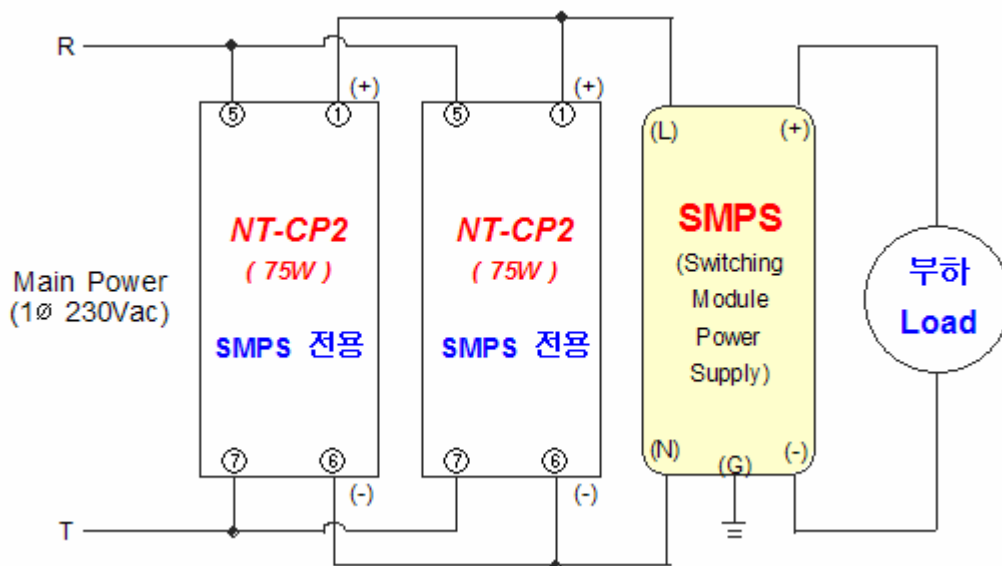 R
(+)
(+)
⑤
①
⑤
①
(L)
(+)
NT-CP2
( 75W )
SMPS 전용
NT-CP2
( 75W )
SMPS 전용
SMPS
(Switching
Module
Power
Supply)
부하
Load
Main Power
(1ø 230Vac)
⑦
⑥
⑦
⑥
(N)
(G)
(-)
(-)
(-)
T